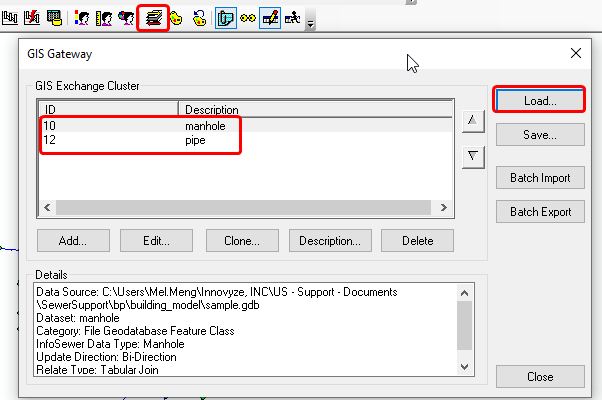 GIS Gateway
GIS Exchange Cluster
ID Description
10 manhole
12 pipe
Load...
Save...
Batch Import
Batch Export
Add... Edit... Clone... Description... Delete
Details
Data Source: C:\Users\Mel.Meng\Innovyze, INC\US - Support - Documents
\SewerSupport\bp\building_model\sample.gdb
Dataset: manhole
Category: File Geodatabase Feature Class
InfoSewer Data Type: Manhole
Update Direction: Bi-Direction
Relate Type: Tabular Join
Close